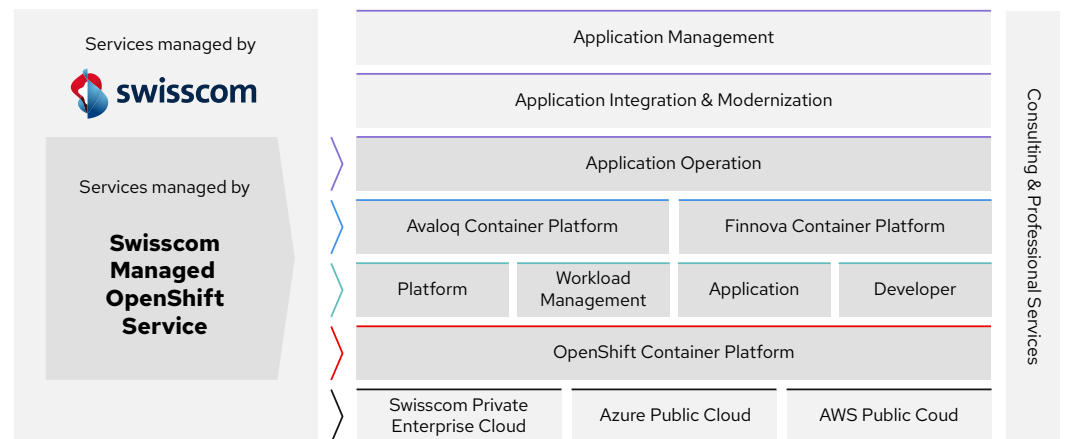 Services managed by
swisscom
Services managed by
Swisscom
Managed
OpenShift
Service
Application Management
Application Integration & Modernization
Application Operation
Avaloq Container Platform
Finnova Container Platform
Platform
Workload
Management
Application
Developer
OpenShift Container Platform
Swisscom Private
Enterprise Cloud
Azure Public Cloud
AWS Public Coud
Consulting & Professional Services